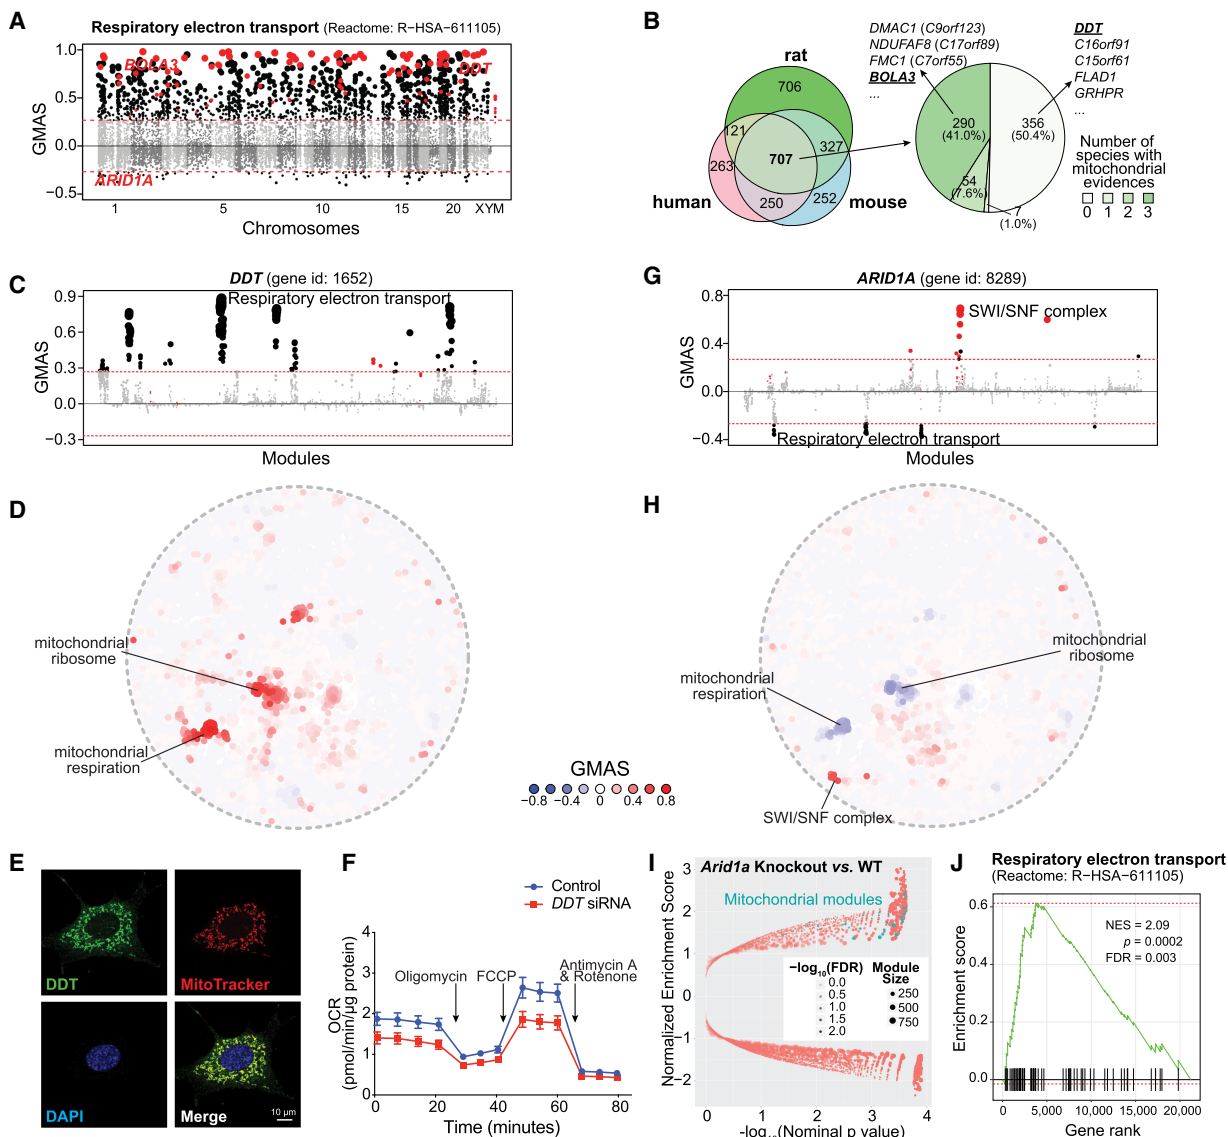 A
Respiratory electron transport (Reactome: R-HSA-611105)
GMAS
1.0
0.5
0.0
−0.5
BOLA3
DDT
ARID1A
1
5
10
15
20
XYM
Chromosomes
B
rat
706
121
327
707
263
250
252
human
mouse
DMAC1 (C9orf123)
NDUFAF8 (C17orf89)
FMC1 (C7orf55)
BOLA3
...
DDT
C16orf91
C15orf61
FLAD1
GRHPR
...
290
(41.0%)
356
(50.4%)
54
(7.6%)
7
(1.0%)
Number of
species with
mitochondrial
evidences
0 1 2 3
C
DDT (gene id: 1652)
Respiratory electron transport
GMAS
0.9
0.6
0.3
0.0
−0.3
Modules
G
ARID1A (gene id: 8289)
SWI/SNF complex
GMAS
0.8
0.4
0.0
−0.4
Respiratory electron transport
Modules
D
mitochondrial
ribosome
mitochondrial
respiration
GMAS
−0.8 −0.4 0 0.4 0.8
H
mitochondrial
ribosome
mitochondrial
respiration
SWI/SNF complex
E
DDT
MitoTracker
DAPI
Merge
10 µm
F
Control
DDT siRNA
OCR
(pmol/min/µg protein)
4
3
2
1
0
Oligomycin
FCCP
Antimycin A
& Rotenone
0 20 40 60 80
Time (minutes)
I
Arid1a Knockout vs. WT
Mitochondrial modules
Normalized Enrichment Score
3
2
1
0
−1
−2
−log10(FDR)
0.0
0.5
1.0
1.5
2.0
Module
Size
250
500
750
0 1 2 3 4
-log10(Nominal p value)
J
Respiratory electron transport
(Reactome: R-HSA-611105)
NES = 2.09
p = 0.0002
FDR = 0.003
Enrichment score
0.6
0.4
0.2
0.0
0 5,000 10,000 15,000 20,000
Gene rank